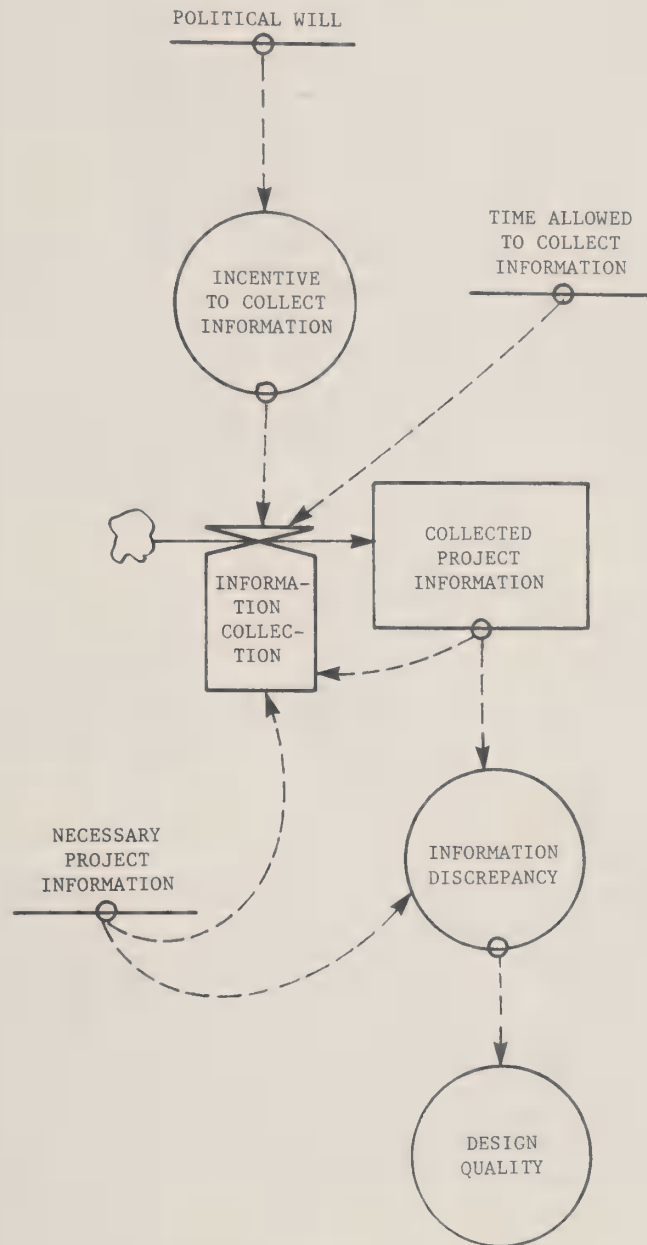 POLITICAL WILL
INCENTIVE
TO COLLECT
INFORMATION
TIME ALLOWED
TO COLLECT
INFORMATION
INFORMA-
TION
COLLEC-
TION
COLLECTED
PROJECT
INFORMATION
NECESSARY
PROJECT
INFORMATION
INFORMATION
DISCREPANCY
DESIGN
QUALITY